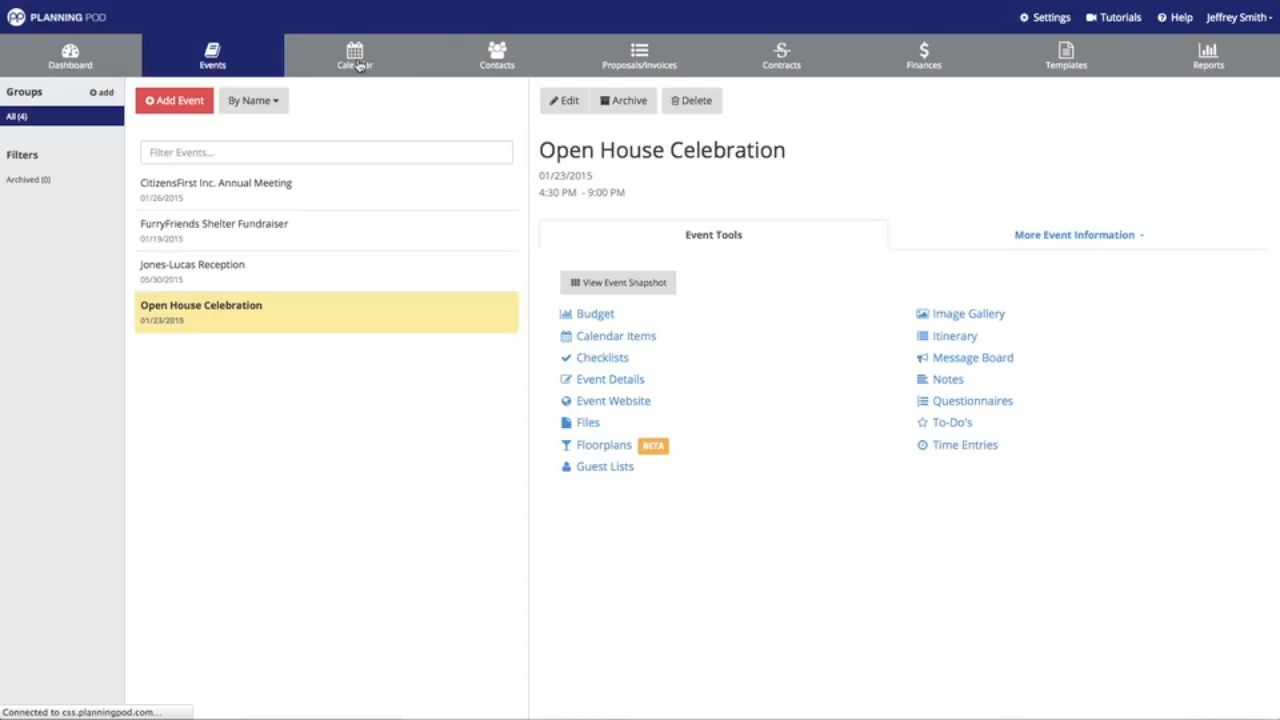 PLANNING POD
Settings Tutorials Help Jeffrey Smith
Dashboard Events Calendar Contacts Proposals/Invoices Contracts Finances Templates Reports
Groups add
All (4)
Filters
Archived (0)
Add Event By Name
Filter Events...
CitizensFirst Inc. Annual Meeting
01/26/2015
FurryFriends Shelter Fundraiser
01/19/2015
Jones-Lucas Reception
05/30/2015
Open House Celebration
01/23/2015
Edit Archive Delete
Open House Celebration
01/23/2015
4:30 PM - 9:00 PM
Event Tools More Event Information
View Event Snapshot
Budget
Calendar Items
Checklists
Event Details
Event Website
Files
Floorplans BETA
Guest Lists
Image Gallery
Itinerary
Message Board
Notes
Questionnaires
To-Do's
Time Entries
Connected to css.planningpod.com...